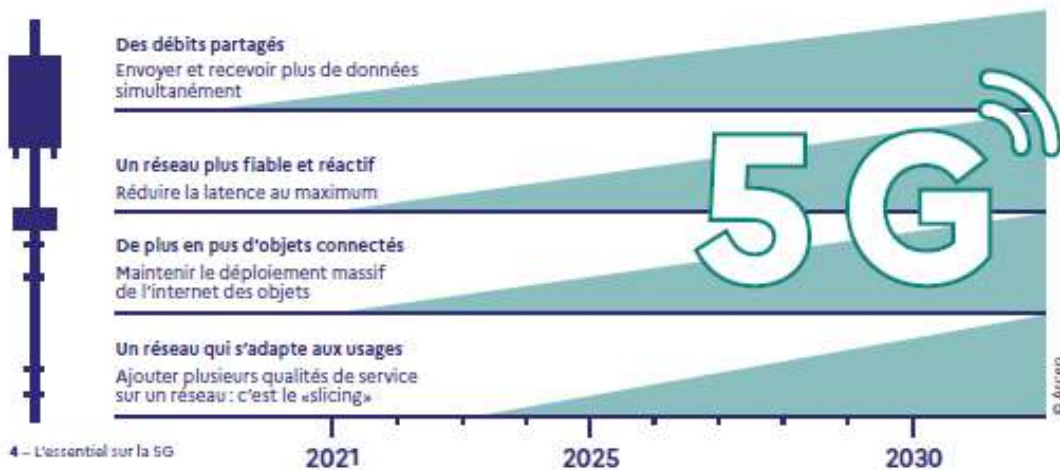 Des débits partagés
Envoyer et recevoir plus de données
simultanément
Un réseau plus fiable et réactif
Réduire la latence au maximum
De plus en pus d'objets connectés
Maintenir le déploiement massif
de l'internet des objets
Un réseau qui s'adapte aux usages
Ajouter plusieurs qualités de service
sur un réseau : c'est le «slicing»
5G
© Arcep
4 – L'essentiel sur la 5G
2021 2025 2030